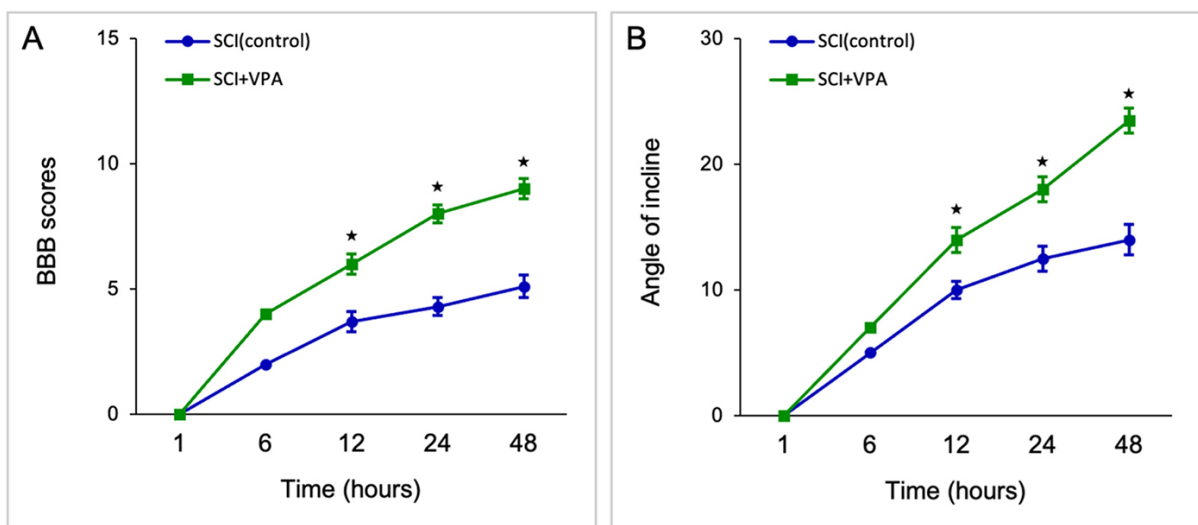 A
15
10
5
0
BBB scores
SCI(control)
SCI+VPA
★
★
★
1 6 12 24 48
Time (hours)
B
30
20
10
0
Angle of incline
SCI(control)
SCI+VPA
★
★
★
1 6 12 24 48
Time (hours)